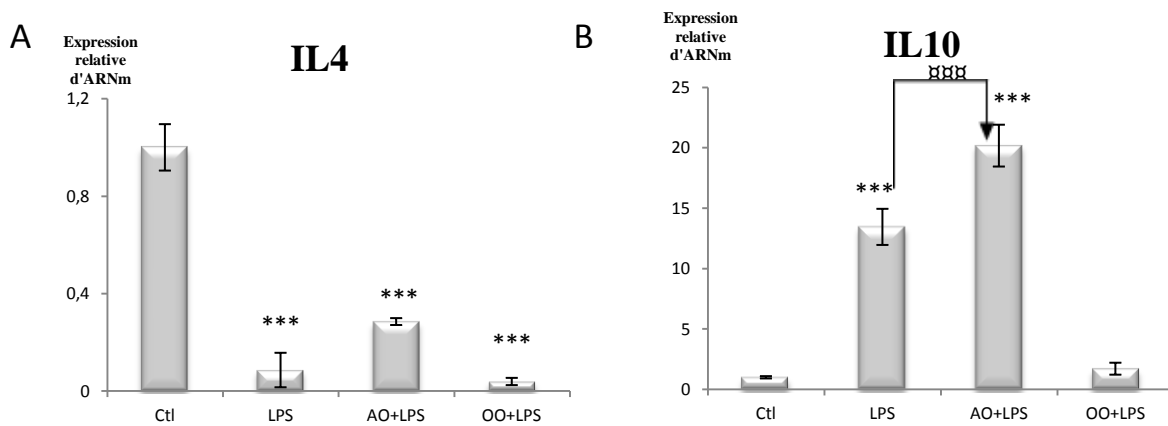 A
Expression
relative
d'ARNm
IL4
1,2
0,8
0,4
0
***
***
***
Ctl
LPS
AO+LPS
OO+LPS
B
Expression
relative
d'ARNm
IL10
¤¤¤
25
20
15
10
5
0
***
***
Ctl
LPS
AO+LPS
OO+LPS